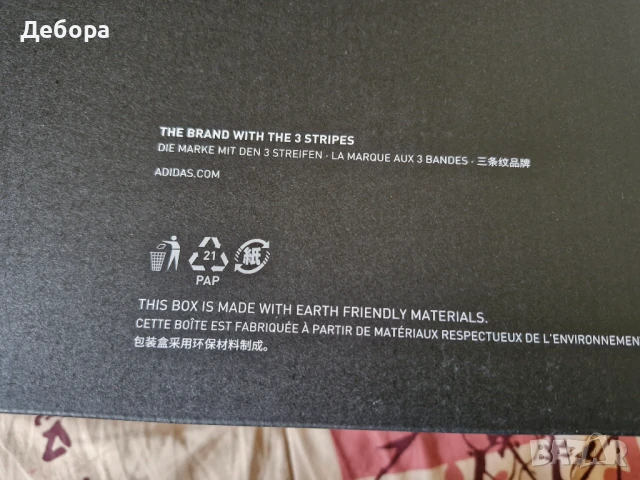 Дебора
THE BRAND WITH THE 3 STRIPES
DIE MARKE MIT DEN 3 STREIFEN · LA MARQUE AUX 3 BANDES · 三条纹品牌
ADIDAS.COM
21
PAP
紙
THIS BOX IS MADE WITH EARTH FRIENDLY MATERIALS.
CETTE BOÎTE EST FABRIQUÉE À PARTIR DE MATÉRIAUX RESPECTUEUX DE L'ENVIRONNEMENT
包装盒采用环保材料制成。
BAZAR